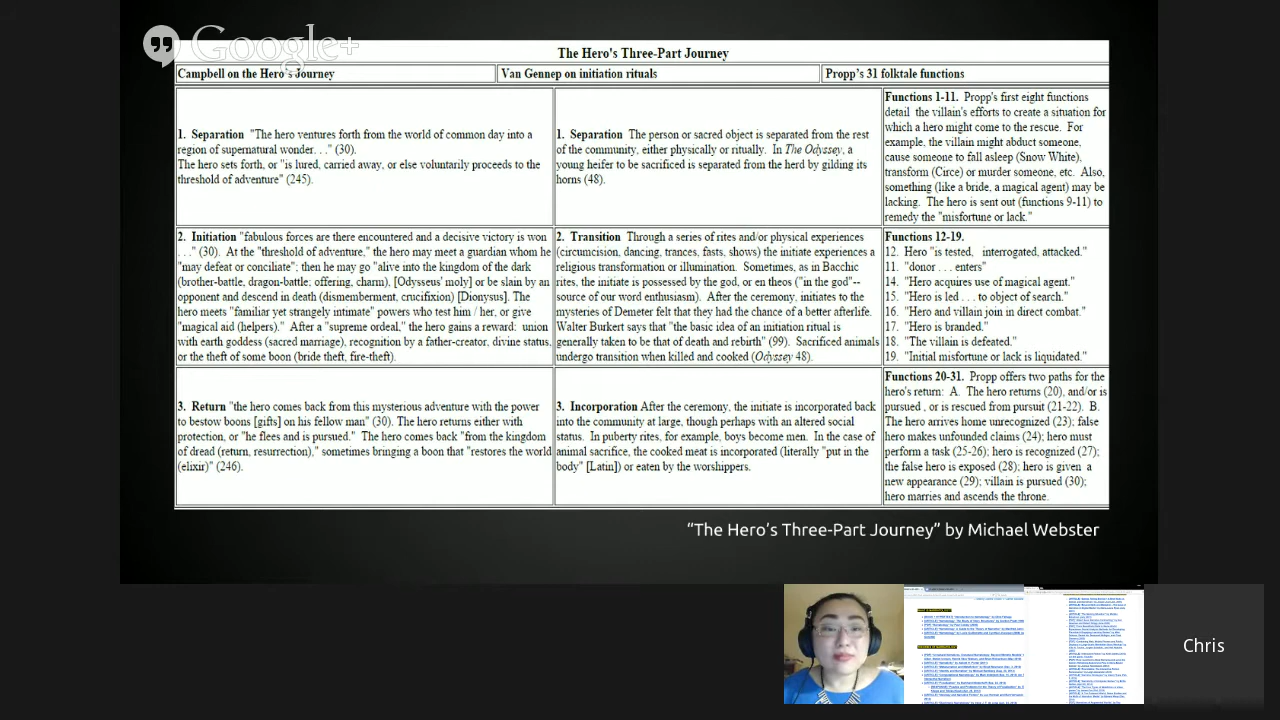 Google+
The Hero's Three-Part Journey
Campbell on the Hero's Journey
Van Gennep on initiation rituals
Propp's 31 folktale functions
1. Separation "The hero ventures forth from the world of common day into a
region of supernatural wonder. . ." (30).
The hero sets forth, or "is lured, carried away, or else voluntarily proceeds to the
threshold of adventure" (245).
1. Separation The person or sacred object is separated from the rest
of the community, either physically or ritually. In The Odyssey, a
young heifer to be sacrificed is separated from the herd by gilding its
horns (48).
Functions 1-11. Propp's first eight functions
detail the villain's efforts to create a situation for
which a hero might come to the rescue. For
example, the villain might abduct someone,
cause someone to fall asleep (Snow White),
transform (Circe) or murder someone, etc. Also,
something (like a bride, a magical agent) may be
lacking. The hero is sent out (functions 9-11) to
remedy the "misfortune or lack."
2. Initiation "fabulous forces are there encountered and a decisive victory is won
. . ." (30). At the "threshold of adventure," the hero may meet a guardian whom he
"may defeat or conciliate"; then he may go "alive into the kingdom of the dark
(brother-battle, dragon-battle; offering, charm), [Odysseus' moly] or be slain by an
opponent and descend in death (dismemberment, crucifixion) [Dionysus]. The
hero meets "familiar yet strangely intimate" powers who test him / her, or give
"magical aid (helpers)." After a "supreme ordeal," the hero gains a reward: union
with earth goddess (sacred marriage), recognition by a father-creator, divine status,
or the theft of some boon (bride theft, fire-theft).
2. Transition Through a series of rites and/or physical experiences
(circumcision, dancing, trances, fasts, shows) the initiate experiences a
religious transformation or illumination. Sometimes, as in Bacchic
rites, the initiate is possessed by the god, or en theos ("in the god"--
source of our word enthusiasm). After the ceremony, initiates to the
mysteries of Demeter felt that they had the chance of a better afterlife.
Walter Burkert says that "the basic idea of an initiation ritual is
generally taken to be that of death and rebirth" (99). Sacrificed animals
undergo transition when killed and cooked (Odyssey 48).
Functions 12-19.
12. Hero "is tested, interrogated, attacked."
11. "donor . . . enters"
14. "Hero acquires use of magical agent."
15. "Hero is led . . . to object of search."
16. "Hero and villain join in direct combat."
17. "Hero is branded."
18. "The villain is defeated."
19. "Initial misfortune or lack is liquidated."
3. Return "the hero comes back from this mysterious adventure with the power
to bestow boons [gifts] on his fellow man" (30). The hero returns either with
protection, or "he flees and is pursued." The hero comes back "from the kingdom
of dread (return, resurrection)," sometimes bringing a boon that "restores the world
(elixir)" (246).
3. Incorporation After the ceremony, the initiate is incorporated back
into the community at large, though perhaps with an altered social
status. In puberty rites, for example, boys become men. In the case of
animal sacrifice, the cooked meat is incorporated (literally "put in the
body" [Latin]) or eaten by the worshippers.
Functions 20-31. Propp offers two paths for the
hero's return: A. The hero returns (20), and/or is
pursued , or is rescued from pursuit (21-22). B.
The hero arrives home unrecognized (23); false
hero makes unfounded claims (24); hero must
perform a task (25-26); hero is recognized (27);
the false hero is exposed (28); hero is given a
new appearance (29); villain is pursued (30);
hero marries and ascends the throne.
"The Hero's Three-Part Journey" by Michael Webster
Chris